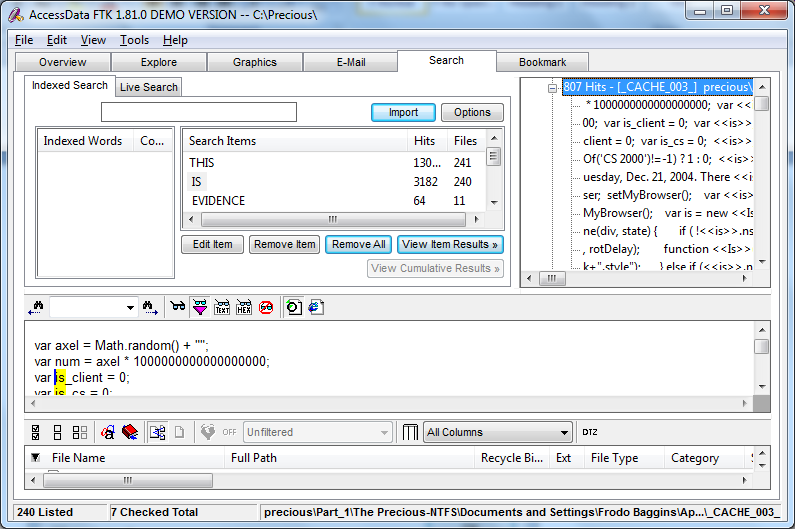 AccessData FTK 1.81.0 DEMO VERSION -- C:\Precious\
File Edit View Tools Help
Overview Explore Graphics E-Mail Search Bookmark
Indexed Search Live Search
Import Options
Indexed Words Co...
Search Items Hits Files
THIS 130... 241
IS 3182 240
EVIDENCE 64 11
Edit Item Remove Item Remove All View Item Results »
View Cumulative Results »
807 Hits - [_CACHE_003_] precious\
* 1000000000000000000; var <<
00; var is_client = 0; var <<is>>
client = 0; var is_cs = 0; <<is>>
Of('CS 2000')!=-1) ? 1 : 0; <<is>>
uesday, Dec. 21, 2004. There <<is
ser; setMyBrowser(); var <<is>
MyBrowser(); var is = new <<Is
ne(div, state) { if ( !<<is>>.ns
, rotDelay); function <<Is>>
k+".style"); } else if (<<is>>.ns
TEXT HEX
var axel = Math.random() + "";
var num = axel * 1000000000000000000;
var is_client = 0;
var is_cs = 0;
OFF Unfiltered All Columns DTZ
File Name Full Path Recycle Bi... Ext File Type Category
240 Listed 7 Checked Total precious\Part_1\The Precious-NTFS\Documents and Settings\Frodo Baggins\Ap...\_CACHE_003_